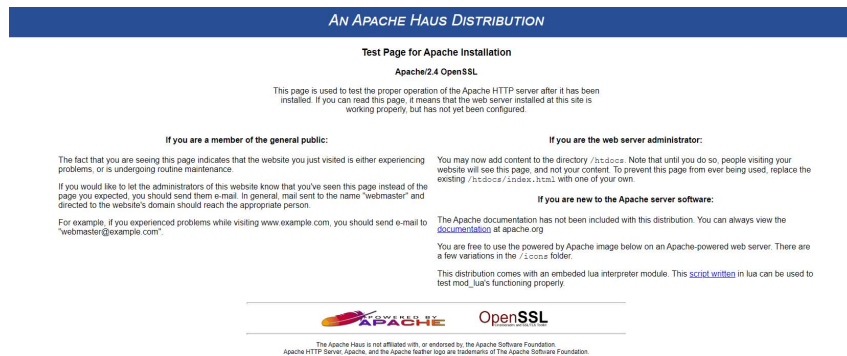 AN APACHE HAUS DISTRIBUTION
Test Page for Apache Installation
Apache/2.4 OpenSSL
This page is used to test the proper operation of the Apache HTTP server after it has been
installed. If you can read this page, it means that the web server installed at this site is
working properly, but has not yet been configured.
If you are a member of the general public:
The fact that you are seeing this page indicates that the website you just visited is either experiencing
problems, or is undergoing routine maintenance.
If you would like to let the administrators of this website know that you've seen this page instead of the
page you expected, you should send them e-mail. In general, mail sent to the name "webmaster" and
directed to the website's domain should reach the appropriate person.
For example, if you experienced problems while visiting www.example.com, you should send e-mail to
"webmaster@example.com".
If you are the web server administrator:
You may now add content to the directory /htdocs. Note that until you do so, people visiting your
website will see this page, and not your content. To prevent this page from ever being used, replace the
existing /htdocs/index.html with one of your own.
If you are new to the Apache server software:
The Apache documentation has not been included with this distribution. You can always view the
documentation at apache.org
You are free to use the powered by Apache image below on an Apache-powered web server. There are
a few variations in the /icons folder.
This distribution comes with an embeded lua interpreter module. This script written in lua can be used to
test mod_lua's functioning properly.
POWERED BY
APACHE
OpenSSL
The Apache Haus is not affiliated with, or endorsed by, the Apache Software Foundation.
Apache HTTP Server, Apache, and the Apache feather logo are trademarks of The Apache Software Foundation.